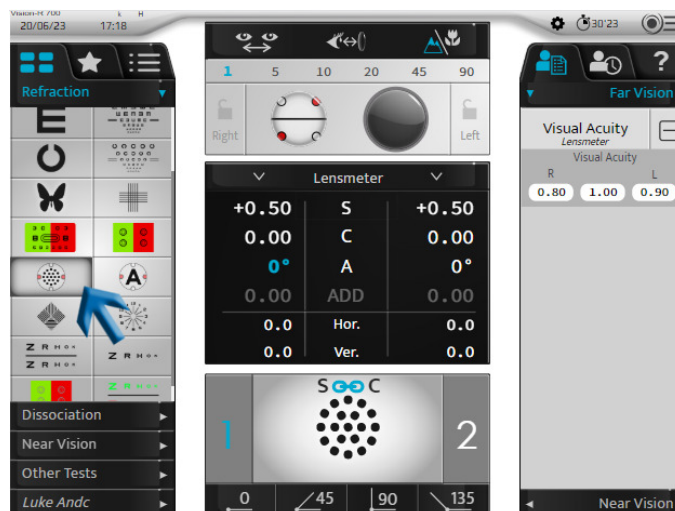 Vision-R 700
20/06/23 17:18
30'23
Refraction
E
A
Z R H O N
Z R H O N
Z R H O N
Dissociation
Near Vision
Other Tests
Luke Andc
1 5 10 20 45 90
Right
Left
Lensmeter
+0.50 S +0.50
0.00 C 0.00
0° A 0°
0.00 ADD 0.00
0.0 Hor. 0.0
0.0 Ver. 0.0
S C
1 2
0 45 90 135
?
Far Vision
Visual Acuity
Lensmeter
Visual Acuity
R L
0.80 1.00 0.90
Near Vision